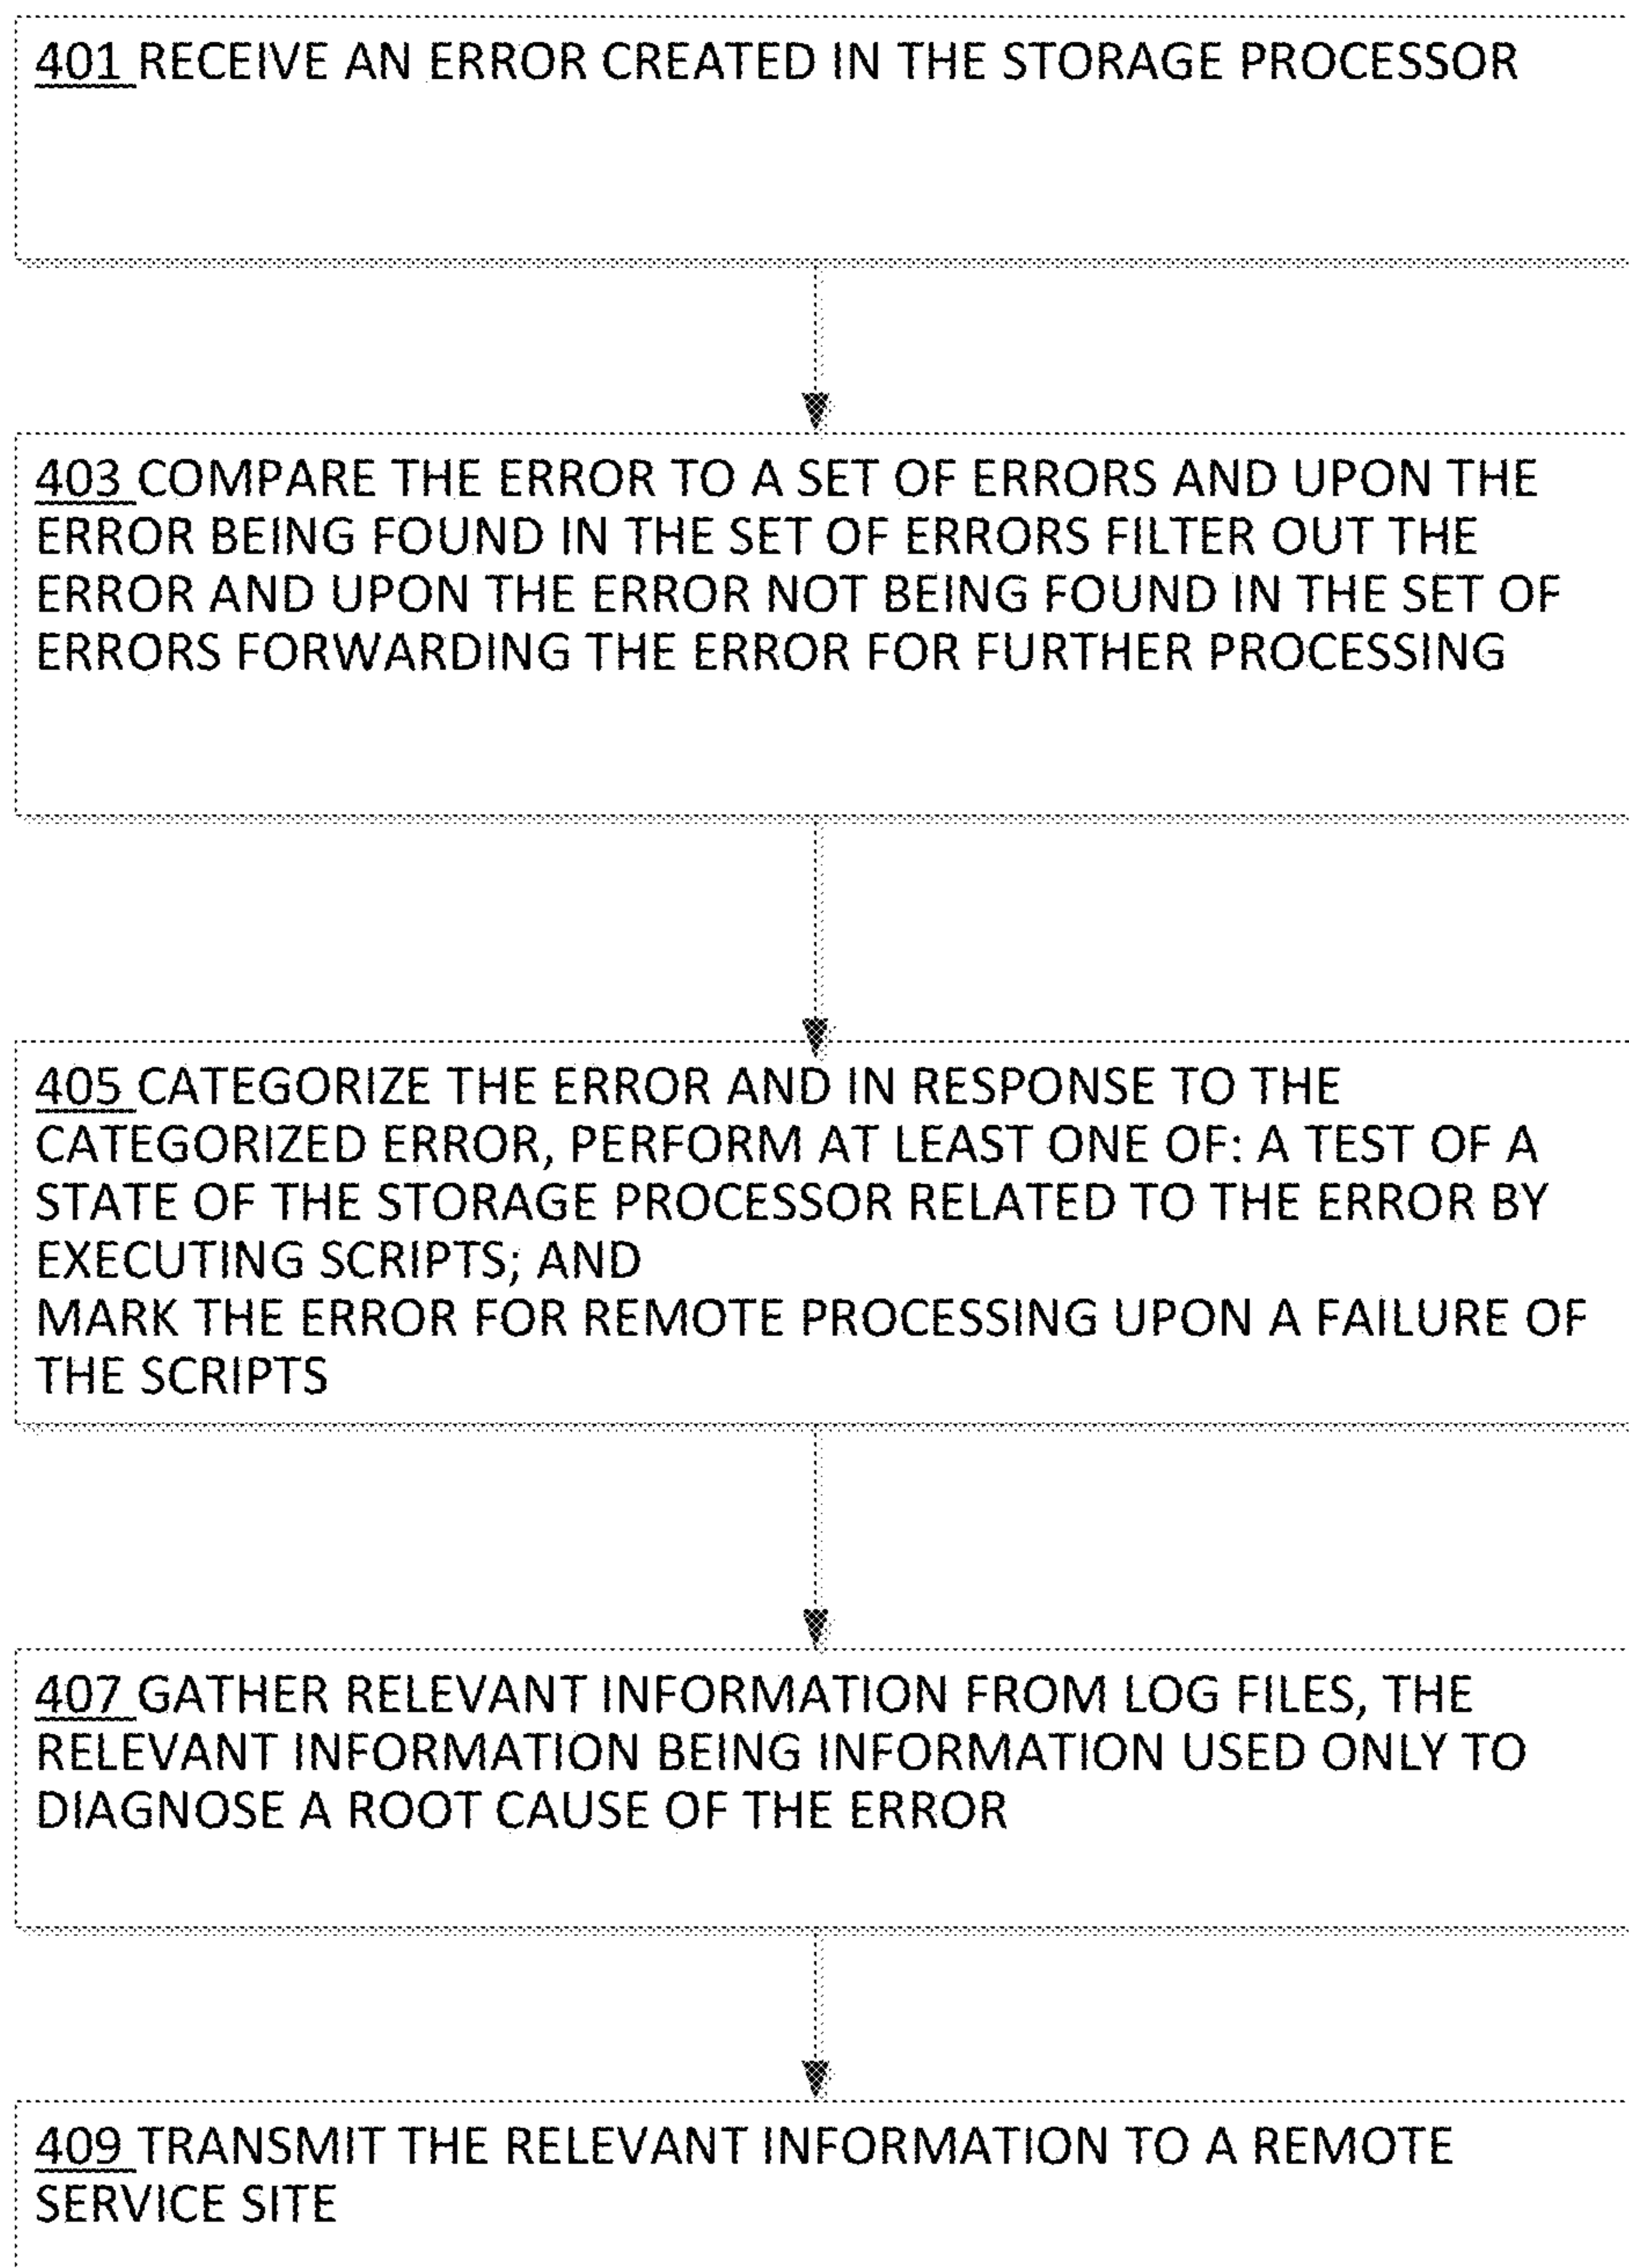 401 RECEIVE AN ERROR CREATED IN THE STORAGE PROCESSOR
403 COMPARE THE ERROR TO A SET OF ERRORS AND UPON THE
ERROR BEING FOUND IN THE SET OF ERRORS FILTER OUT THE
ERROR AND UPON THE ERROR NOT BEING FOUND IN THE SET OF
ERRORS FORWARDING THE ERROR FOR FURTHER PROCESSING
405 CATEGORIZE THE ERROR AND IN RESPONSE TO THE
CATEGORIZED ERROR, PERFORM AT LEAST ONE OF: A TEST OF A
STATE OF THE STORAGE PROCESSOR RELATED TO THE ERROR BY
EXECUTING SCRIPTS; AND
MARK THE ERROR FOR REMOTE PROCESSING UPON A FAILURE OF
THE SCRIPTS
407 GATHER RELEVANT INFORMATION FROM LOG FILES, THE
RELEVANT INFORMATION BEING INFORMATION USED ONLY TO
DIAGNOSE A ROOT CAUSE OF THE ERROR
409 TRANSMIT THE RELEVANT INFORMATION TO A REMOTE
SERVICE SITE